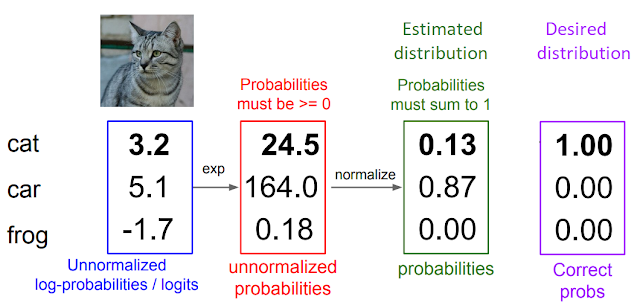 Estimated
distribution
Desired
distribution
Probabilities
must be >= 0
Probabilities
must sum to 1
cat 3.2 24.5 0.13 1.00
exp
normalize
car 5.1 164.0 0.87 0.00
frog -1.7 0.18 0.00 0.00
Unnormalized
log-probabilities / logits
unnormalized
probabilities
probabilities
Correct
probs